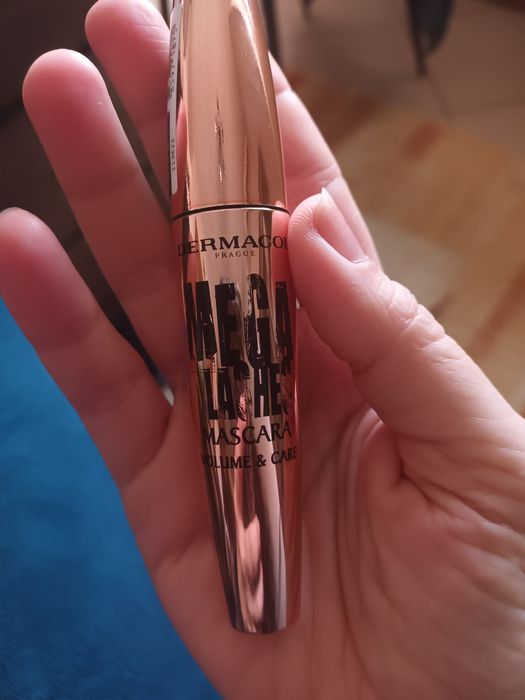 DERMACOL
PRAGUE
MEGA
LASHES
MASCARA
VOLUME & CARE